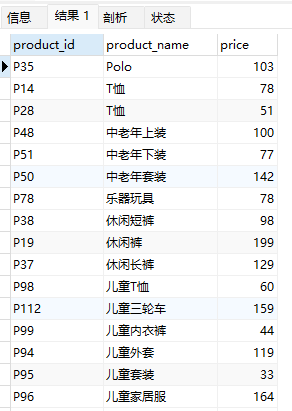 信息 结果 1 剖析 状态
product_id product_name price
P35 Polo 103
P14 T恤 78
P28 T恤 51
P48 中老年上装 100
P51 中老年下装 77
P50 中老年套装 142
P78 乐器玩具 78
P38 休闲短裤 98
P19 休闲裤 199
P37 休闲长裤 129
P98 儿童T恤 60
P112 儿童三轮车 159
P99 儿童内衣裤 44
P94 儿童外套 119
P95 儿童套装 33
P96 儿童家居服 164